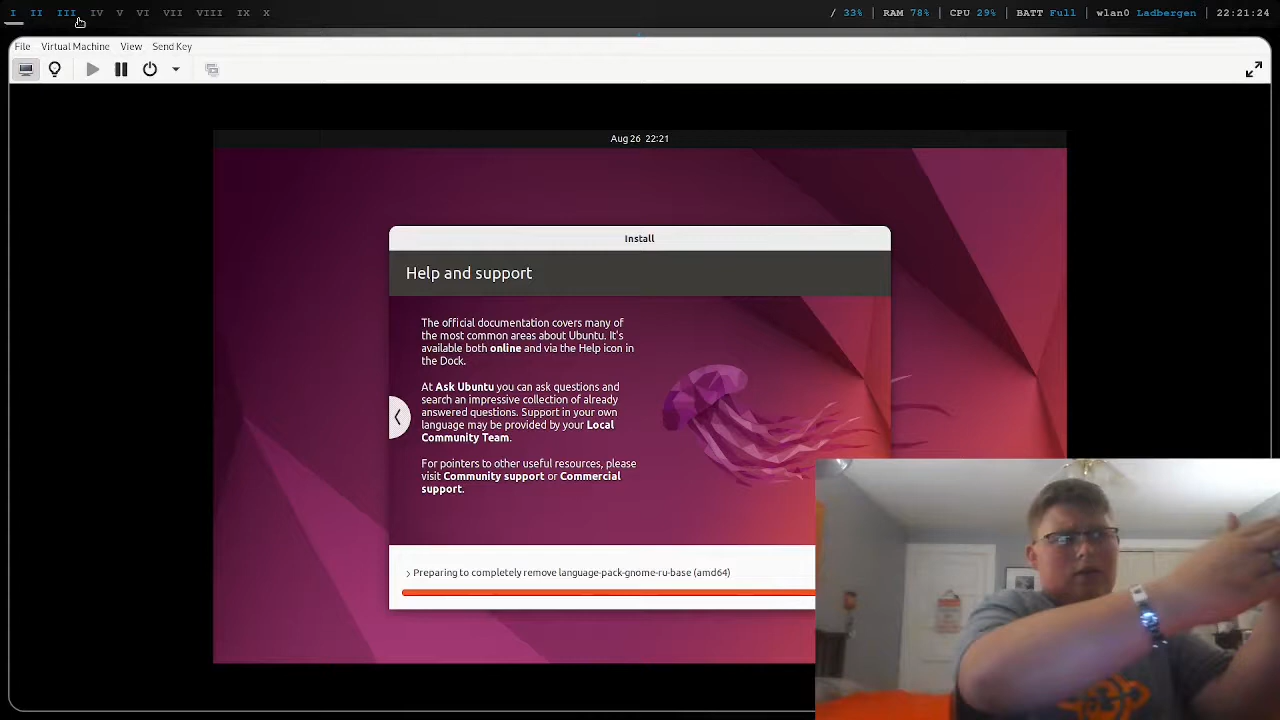 I II III IV V VI VII VIII IX X / 33% | RAM 78% | CPU 29% | BATT Full | wlan0 Ladbergen | 22:21:24
File Virtual Machine View Send Key
Aug 26 22:21
Install
Help and support
The official documentation covers many of
the most common areas about Ubuntu. It's
available both online and via the Help icon in
the Dock.
At Ask Ubuntu you can ask questions and
search an impressive collection of already
answered questions. Support in your own
language may be provided by your Local
Community Team.
For pointers to other useful resources, please
visit Community support or Commercial
support.
Preparing to completely remove language-pack-gnome-ru-base (amd64)